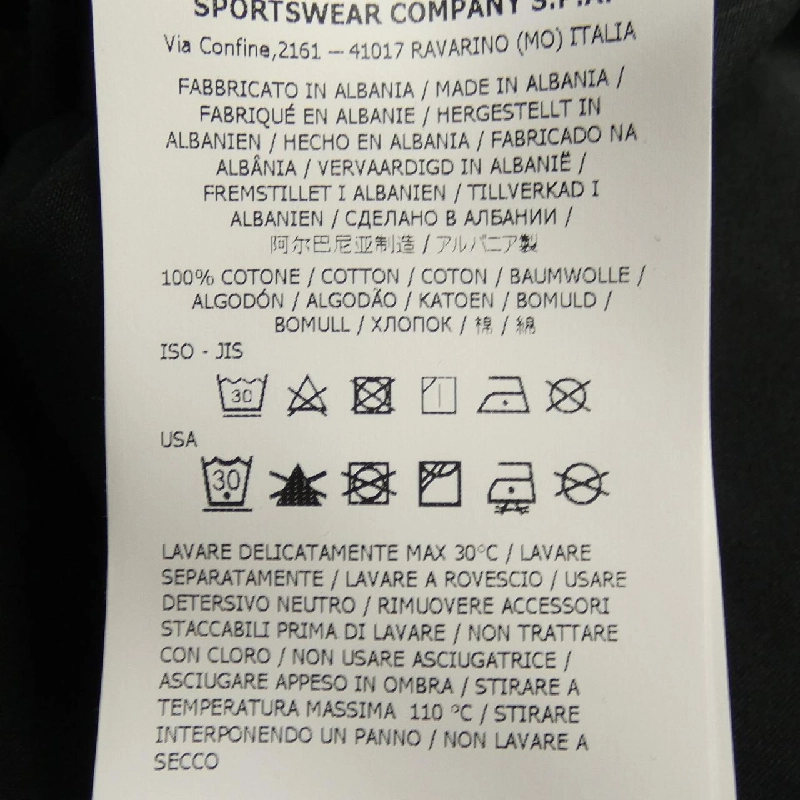 SPORTSWEAR COMPANY S.P.A.
Via Confine,2161 – 41017 RAVARINO (MO) ITALIA
FABBRICATO IN ALBANIA / MADE IN ALBANIA /
FABRIQUÉ EN ALBANIE / HERGESTELLT IN
ALBANIEN / HECHO EN ALBANIA / FABRICADO NA
ALBÂNIA / VERVAARDIGD IN ALBANIË /
FREMSTILLET I ALBANIEN / TILLVERKAD I
ALBANIEN / СДЕЛАНО В АЛБАНИИ /
阿尔巴尼亚制造 / アルバニア製
100% COTONE / COTTON / COTON / BAUMWOLLE /
ALGODÓN / ALGODÃO / KATOEN / BOMULD /
BOMULL / ХЛОПОК / 棉 / 綿
ISO - JIS
30
USA
30
LAVARE DELICATAMENTE MAX 30°C / LAVARE
SEPARATAMENTE / LAVARE A ROVESCIO / USARE
DETERSIVO NEUTRO / RIMUOVERE ACCESSORI
STACCABILI PRIMA DI LAVARE / NON TRATTARE
CON CLORO / NON USARE ASCIUGATRICE /
ASCIUGARE APPESO IN OMBRA / STIRARE A
TEMPERATURA MASSIMA 110 °C / STIRARE
INTERPONENDO UN PANNO / NON LAVARE A
SECCO